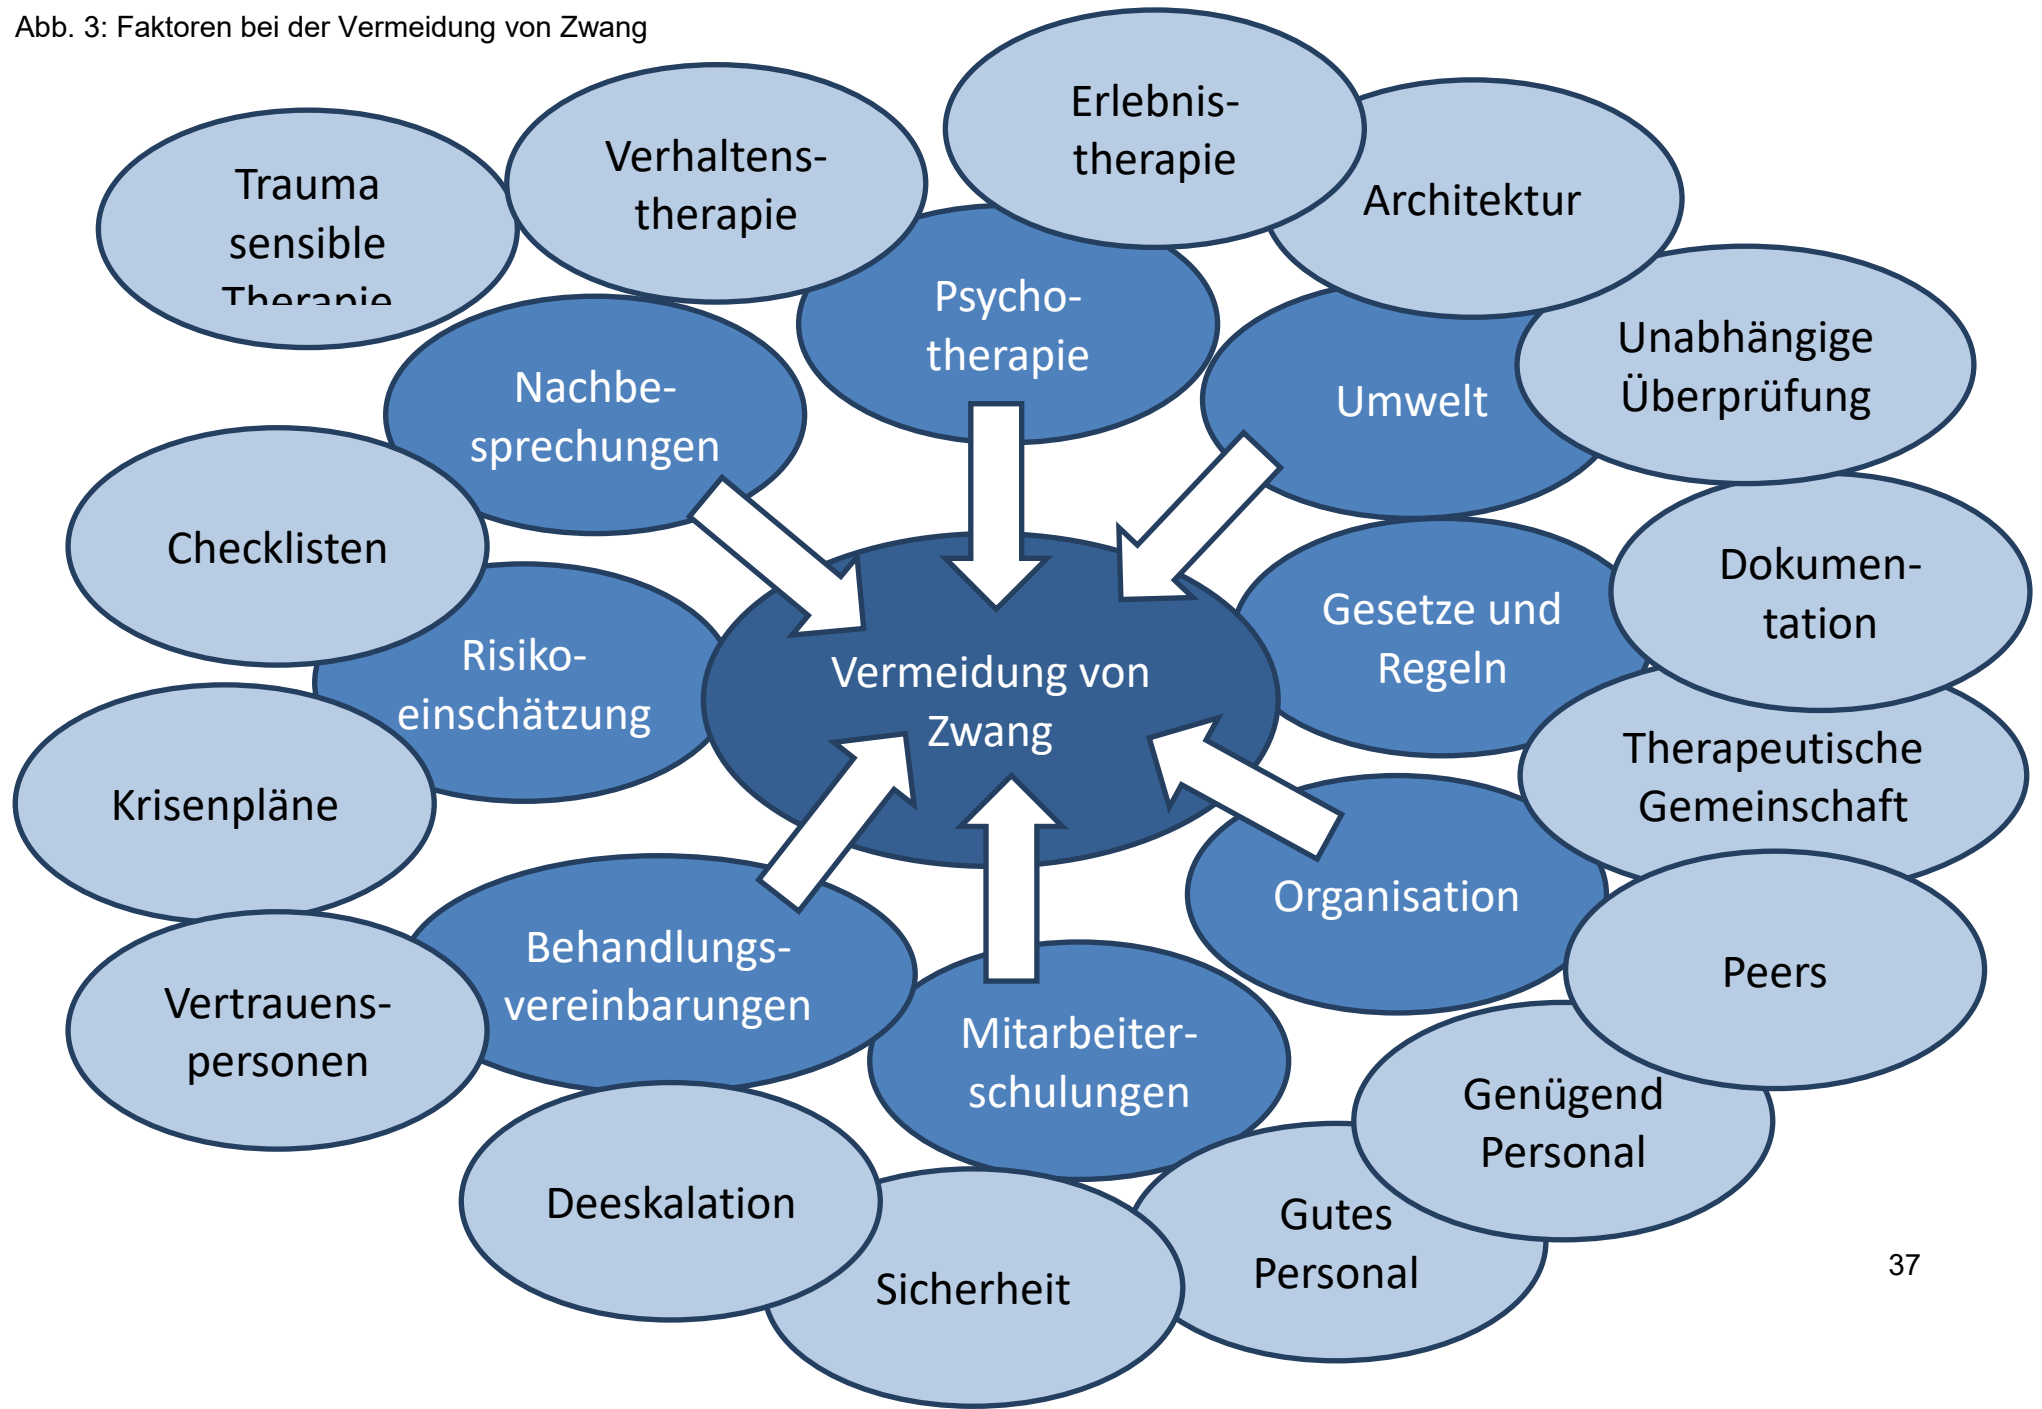 Abb. 3: Faktoren bei der Vermeidung von Zwang
Erlebnis-
therapie
Verhaltens-
therapie
Trauma
sensible
Therapie
Architektur
Psycho-
therapie
Unabhängige
Überprüfung
Nachbe-
sprechungen
Umwelt
Checklisten
Dokumen-
tation
Gesetze und
Regeln
Risiko-
einschätzung
Vermeidung von
Zwang
Therapeutische
Gemeinschaft
Krisenpläne
Organisation
Behandlungs-
vereinbarungen
Peers
Vertrauens-
personen
Mitarbeiter-
schulungen
Genügend
Personal
Deeskalation
Gutes
Personal
Sicherheit
37